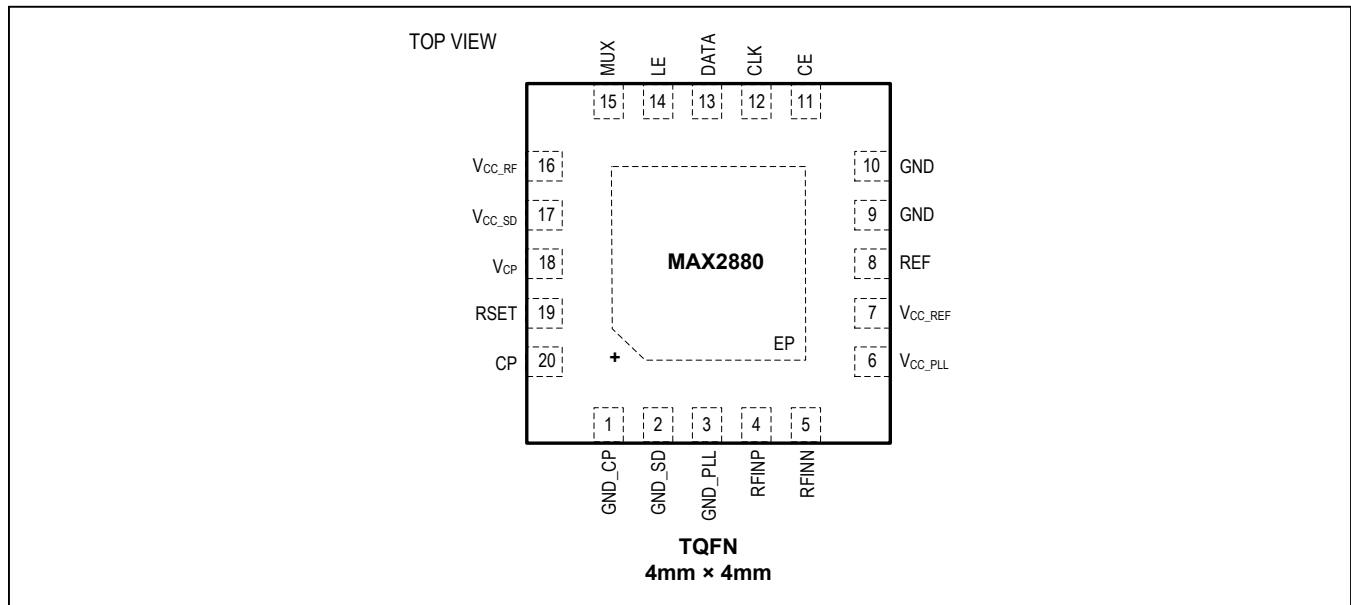 TOP VIEW
MUX
LE
DATA
CLK
CE
15
14
13
12
11
VCC_RF 16
VCC_SD 17
VCP 18
RSET 19
CP 20
10 GND
9 GND
8 REF
7 VCC_REF
6 VCC_PLL
MAX2880
EP
+
1
2
3
4
5
GND_CP
GND_SD
GND_PLL
RFINP
RFINN
TQFN
4mm × 4mm